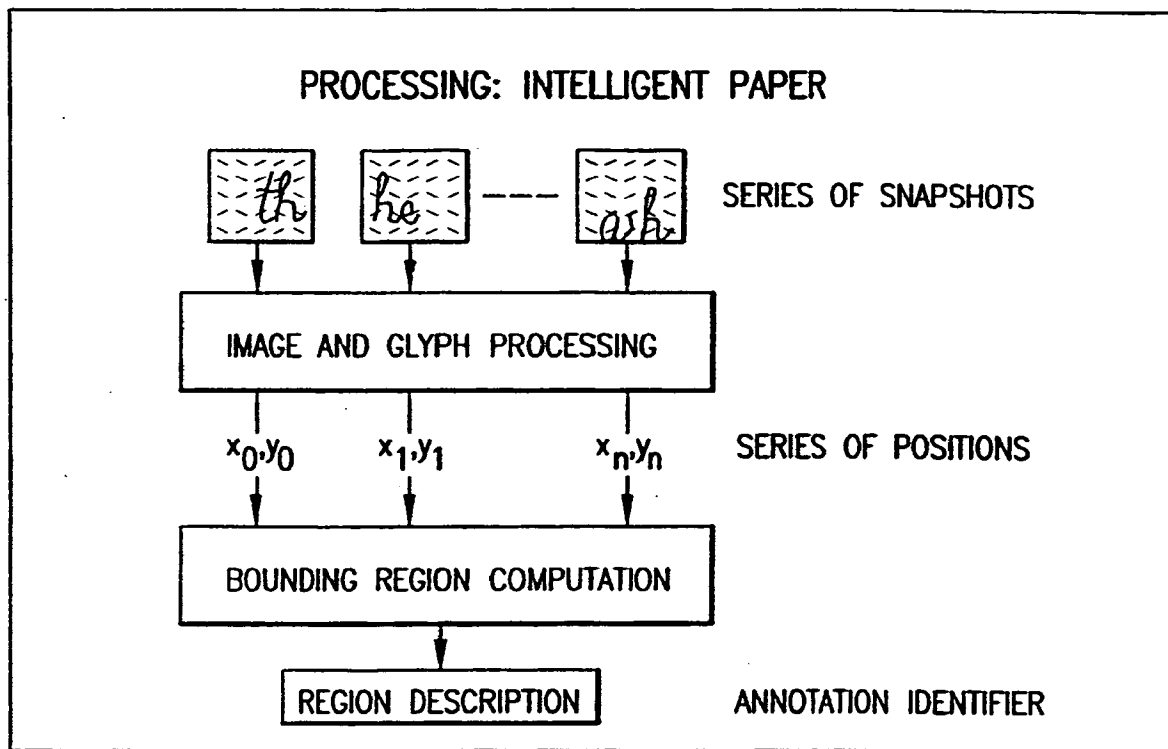 PROCESSING: INTELLIGENT PAPER
th he ash SERIES OF SNAPSHOTS
IMAGE AND GLYPH PROCESSING
x0,y0 x1,y1 xn,yn SERIES OF POSITIONS
BOUNDING REGION COMPUTATION
REGION DESCRIPTION ANNOTATION IDENTIFIER